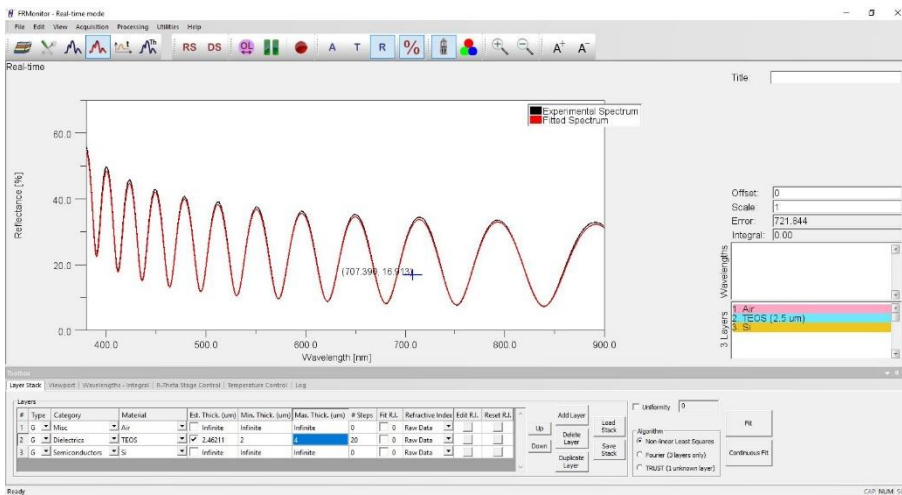 FRMonitor - Real-time mode
File Edit View Acquisition Processing Utilities Help
RS DS OL A T R % A+ A-
Real-time
Title
Experimental Spectrum
Fitted Spectrum
Reflectance [%]
60.0
40.0
20.0
0.0
(707.390, 16.913)
400.0 500.0 600.0 700.0 800.0 900.0
Wavelength [nm]
Offset: 0
Scale 1
Error: 721.844
Integral: 0.00
Wavelengths
3 Layers
1. Air
2. TEOS (2.5 um)
3. Si
Toolbox
Layer Stack Viewport Wavelengths - Integral R-Theta Stage Control Temperature Control Log
Layers
# Type Category Material Est. Thick. (um) Min. Thick. (um) Max. Thick. (um) # Steps Fit R.I. Refractive Index Edit R.I. Reset R.I.
1 G Misc Air Infinite Infinite Infinite 0 0 Raw Data
2 G Dielectrics TEOS 2.46211 2 4 20 0 Raw Data
3 G Semiconductors Si Infinite Infinite Infinite 0 0 Raw Data
Up
Down
Add Layer
Delete Layer
Duplicate Layer
Load Stack
Save Stack
Uniformity 0
Algorithm
Non-linear Least Squares
Fourier (3 layers only)
TRUST (1 unknown layer)
Fit
Continuous Fit
Ready
CAP NUM